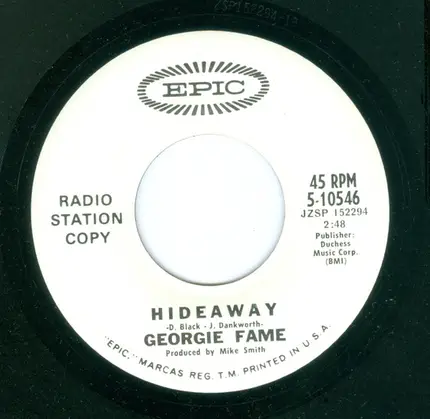 EPIC
RADIO
STATION
COPY
45 RPM
5-10546
JZSP 152294
2:48
Publisher:
Duchess
Music Corp.
(BMI)
HIDEAWAY
-D. Black - J. Dankworth-
GEORGIE FAME
Produced by Mike Smith
"EPIC," MARCAS REG. T.M. PRINTED IN U.S.A.